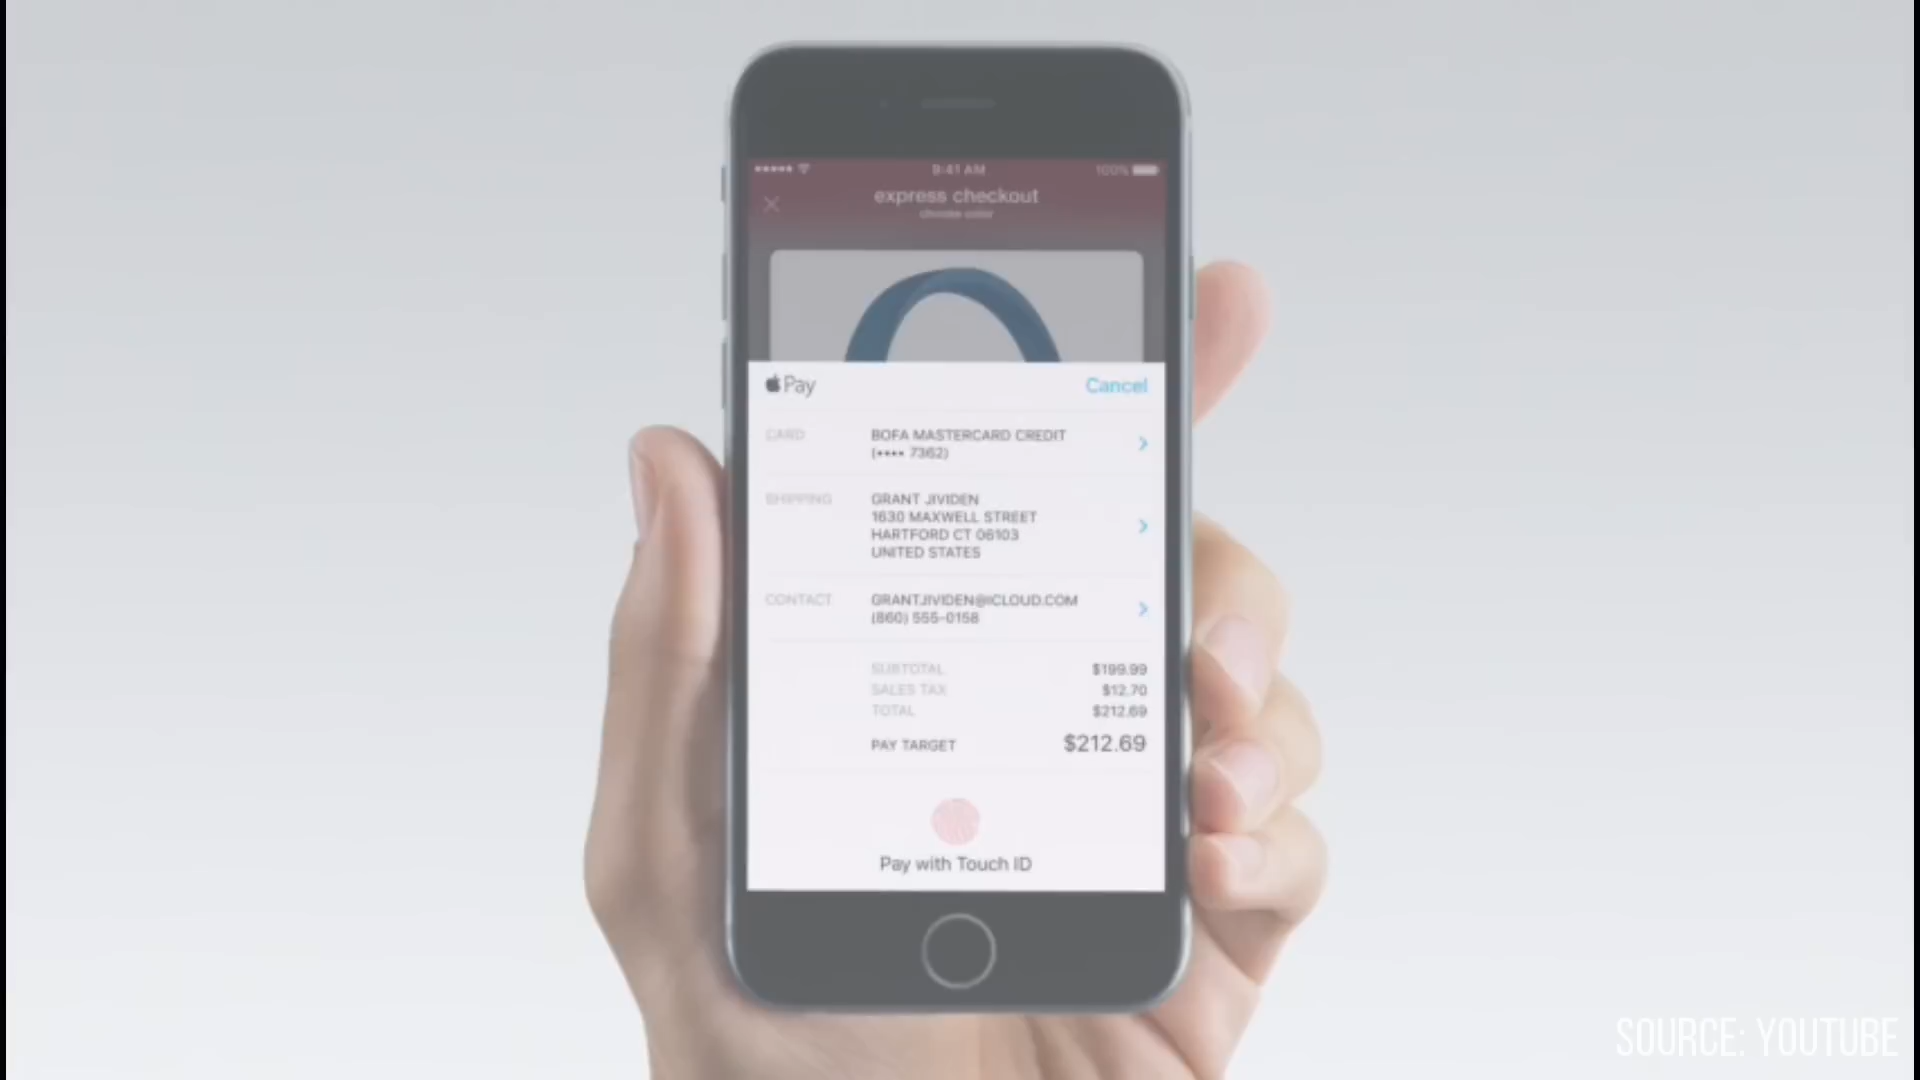 9:41 AM
100%
express checkout
choose color
Pay
Cancel
CARD
BOFA MASTERCARD CREDIT
(•••• 7362)
SHIPPING
GRANT JIVIDEN
1630 MAXWELL STREET
HARTFORD CT 06103
UNITED STATES
CONTACT
GRANTJIVIDEN@ICLOUD.COM
(860) 555-0158
SUBTOTAL $199.99
SALES TAX $12.70
TOTAL $212.69
PAY TARGET $212.69
Pay with Touch ID
SOURCE: YOUTUBE